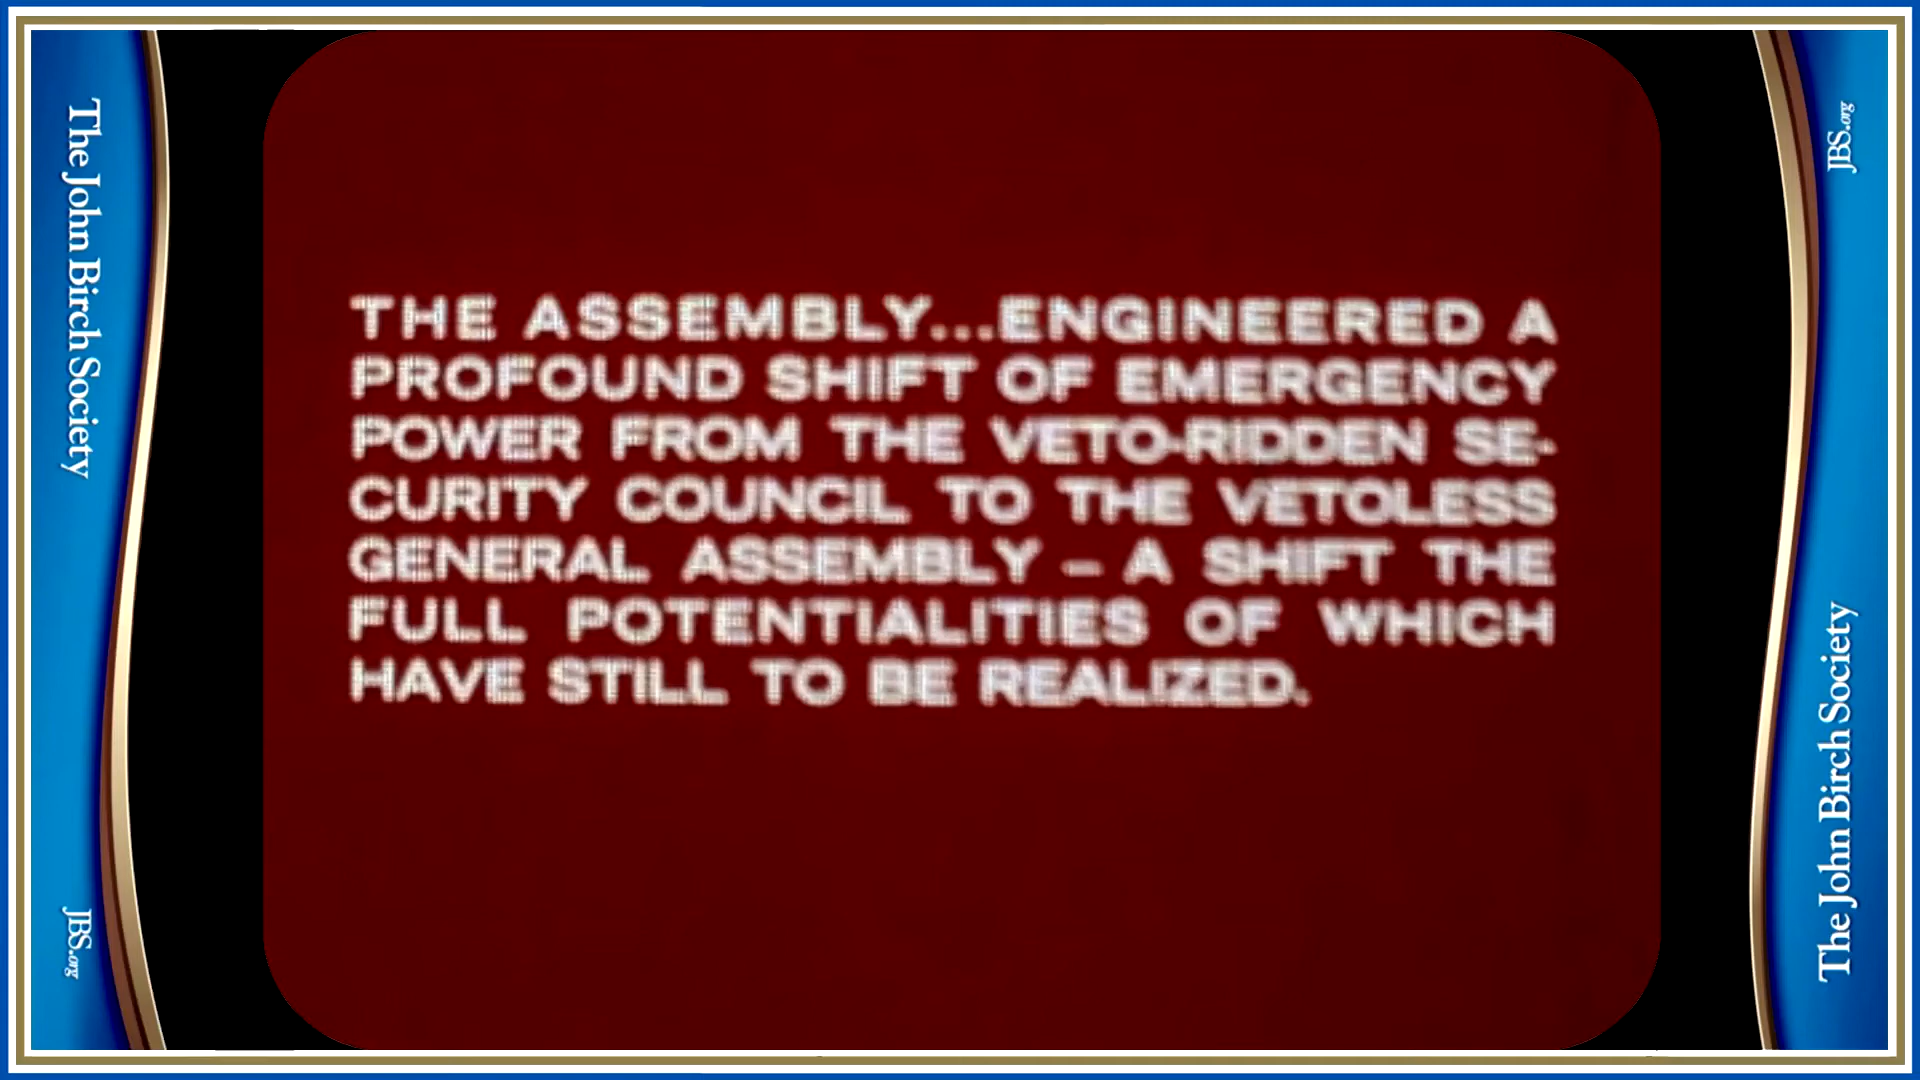 The John Birch Society
JBS.org
THE ASSEMBLY...ENGINEERED A
PROFOUND SHIFT OF EMERGENCY
POWER FROM THE VETO-RIDDEN SE-
CURITY COUNCIL TO THE VETOLESS
GENERAL ASSEMBLY – A SHIFT THE
FULL POTENTIALITIES OF WHICH
HAVE STILL TO BE REALIZED.
JBS.org
The John Birch Society